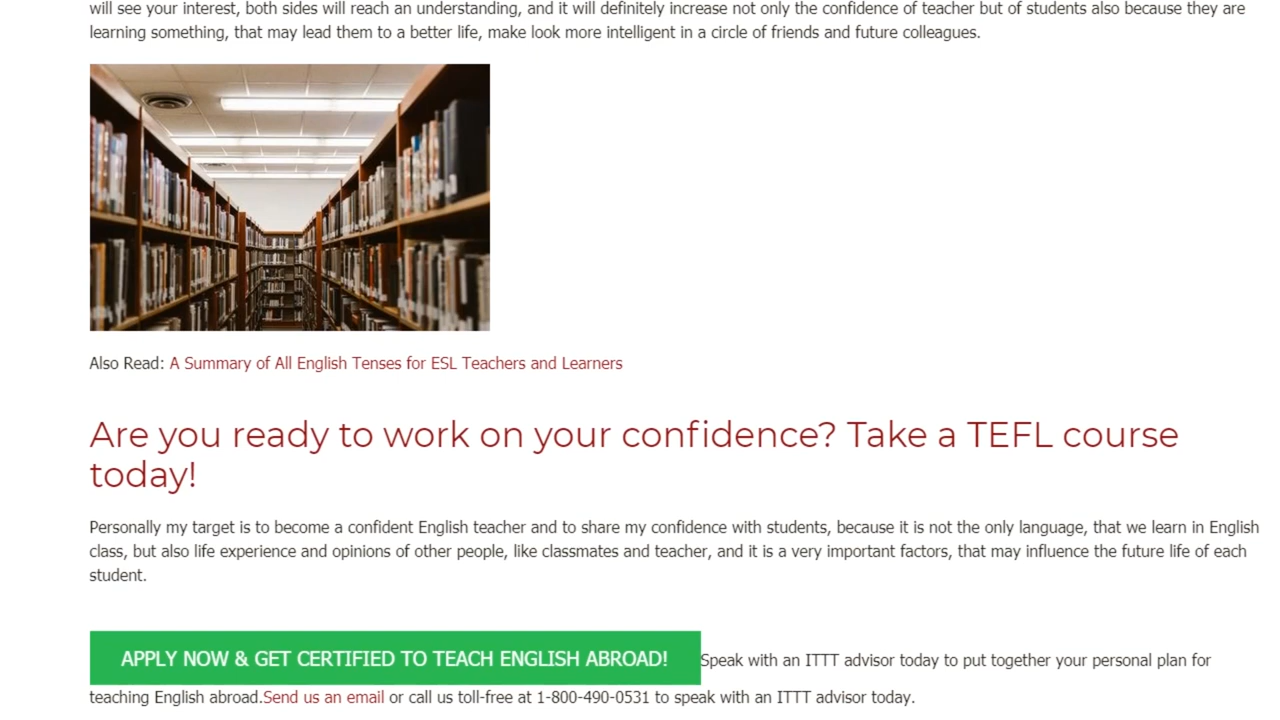 will see your interest, both sides will reach an understanding, and it will definitely increase not only the confidence of teacher but of students also because they are
learning something, that may lead them to a better life, make look more intelligent in a circle of friends and future colleagues.
Also Read: A Summary of All English Tenses for ESL Teachers and Learners
Are you ready to work on your confidence? Take a TEFL course
today!
Personally my target is to become a confident English teacher and to share my confidence with students, because it is not the only language, that we learn in English
class, but also life experience and opinions of other people, like classmates and teacher, and it is a very important factors, that may influence the future life of each
student.
APPLY NOW & GET CERTIFIED TO TEACH ENGLISH ABROAD! Speak with an ITTT advisor today to put together your personal plan for
teaching English abroad.Send us an email or call us toll-free at 1-800-490-0531 to speak with an ITTT advisor today.